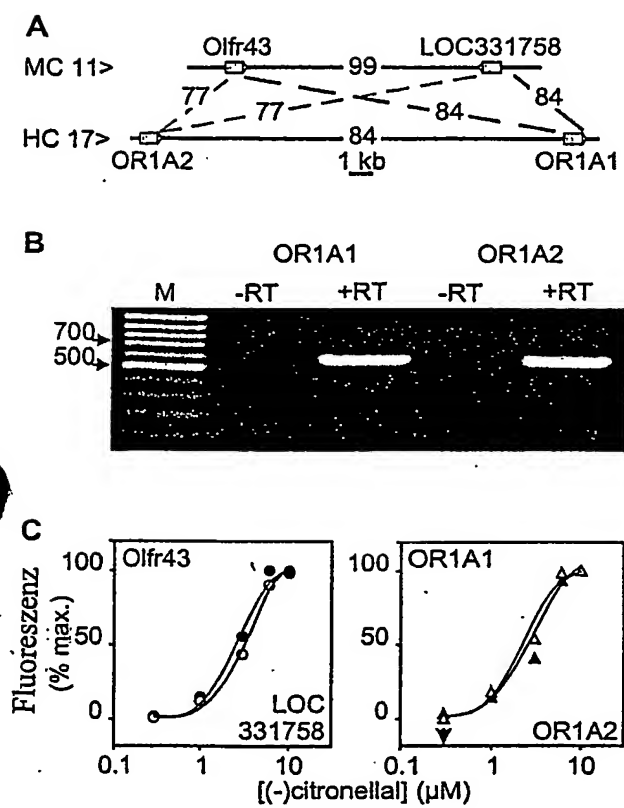 A
Olfr43 LOC331758
MC 11> 99
77 77 84 84
HC 17> 84
OR1A2 1 kb OR1A1
B
OR1A1 OR1A2
M -RT +RT -RT +RT
700
500
C
Olfr43 OR1A1
100 100
50 50
0 0
LOC
331758 OR1A2
Fluoreszenz
(% max.)
0.1 1 10 0.1 1 10
[(-)citronellal] (µM)